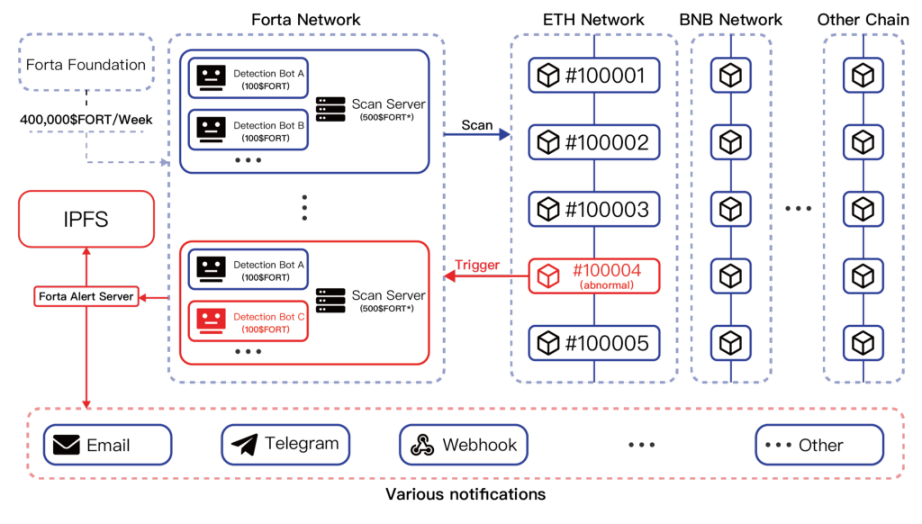 Forta Network
ETH Network
BNB Network
Other Chain
Forta Foundation
400,000$FORT/Week
Detection Bot A
(100$FORT)
Detection Bot B
(100$FORT)
Scan Server
(500$FORT*)
Scan
#100001
#100002
#100003
#100004
(abnormal)
#100005
Trigger
IPFS
Forta Alert Server
Detection Bot A
(100$FORT)
Detection Bot C
(100$FORT)
Scan Server
(500$FORT*)
Email
Telegram
Webhook
Other
Various notifications